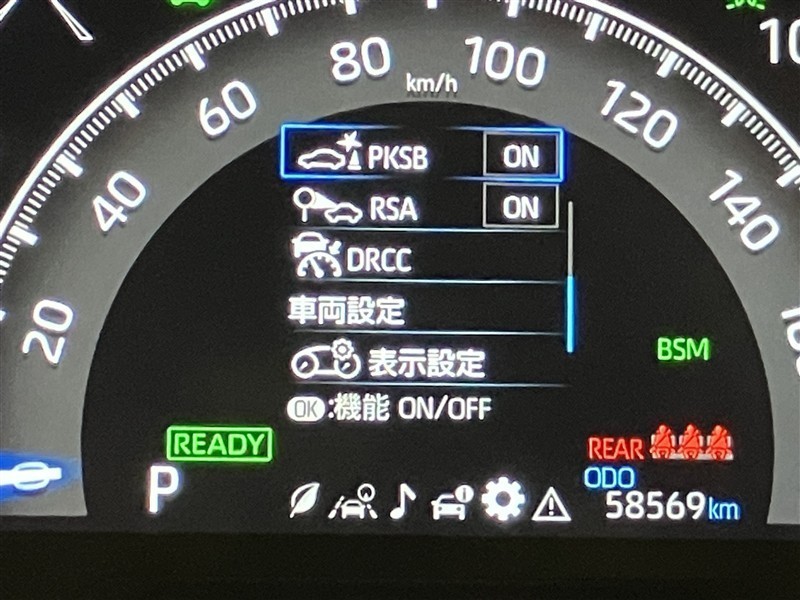 80
100
km/h
60
120
40
140
20
PKSB ON
RSA ON
DRCC
車両設定
表示設定
OK:機能 ON/OFF
BSM
READY
P
REAR
ODO
58569km